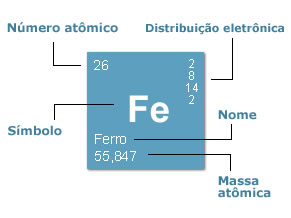 Número atômico
Distribuição eletrônica
26
2
8
14
2
Fe
Símbolo
Nome
Ferro
55,847
Massa
atômica